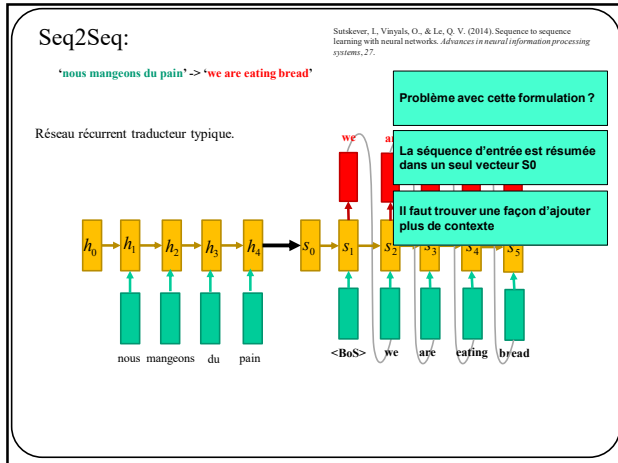 Seq2Seq:
Sutskever, I., Vinyals, O., & Le, Q. V. (2014). Sequence to sequence
learning with neural networks. Advances in neural information processing
systems, 27.
‘nous mangeons du pain’ -> ‘we are eating bread’
Problème avec cette formulation ?
Réseau récurrent traducteur typique.
La séquence d’entrée est résumée
dans un seul vecteur S0
Il faut trouver une façon d’ajouter
plus de contexte
we
h0 h1 h2 h3 h4 s0 s1 s2 s3 s4 s5
nous mangeons du pain <BoS> we are eating bread